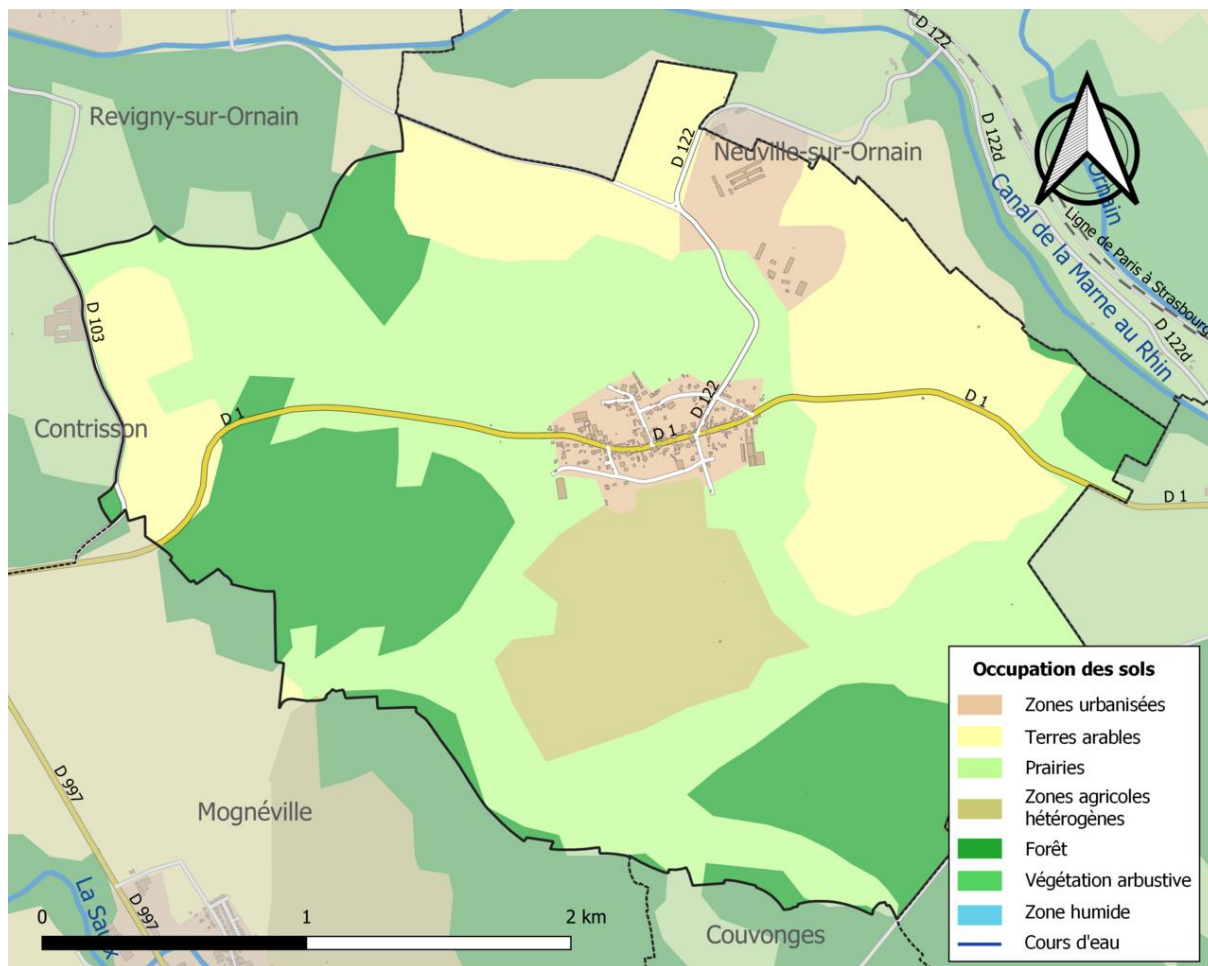 D 122
Revigny-sur-Ornain
D 122
Neuville-sur-Ornain
D 122d
Ornain
Canal de la Marne au Rhin
Ligne de Paris à Strasbourg
D 122d
D 103
Contrisson
D 1
D 122
D 1
D 1
D 1
Occupation des sols
Zones urbanisées
Terres arables
Prairies
Zones agricoles
hétérogènes
Forêt
Végétation arbustive
Zone humide
Cours d'eau
D 997
Mognéville
La Saux
D 997
0
1
2 km
Couvonges